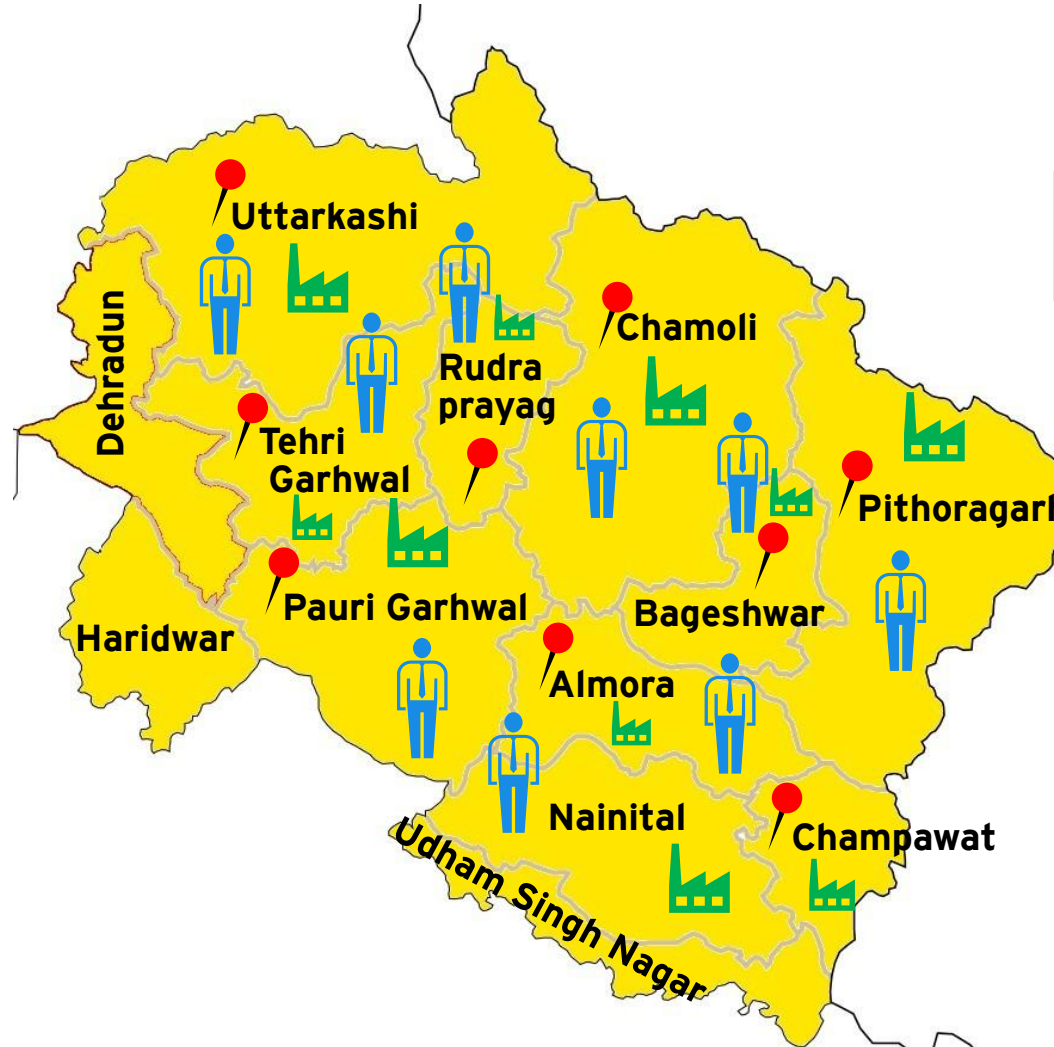 Uttarkashi
Dehradun
Chamoli
Rudra
prayag
Tehri
Garhwal
Pithoragarh
Pauri Garhwal
Bageshwar
Haridwar
Almora
Nainital
Champawat
Udham Singh Nagar